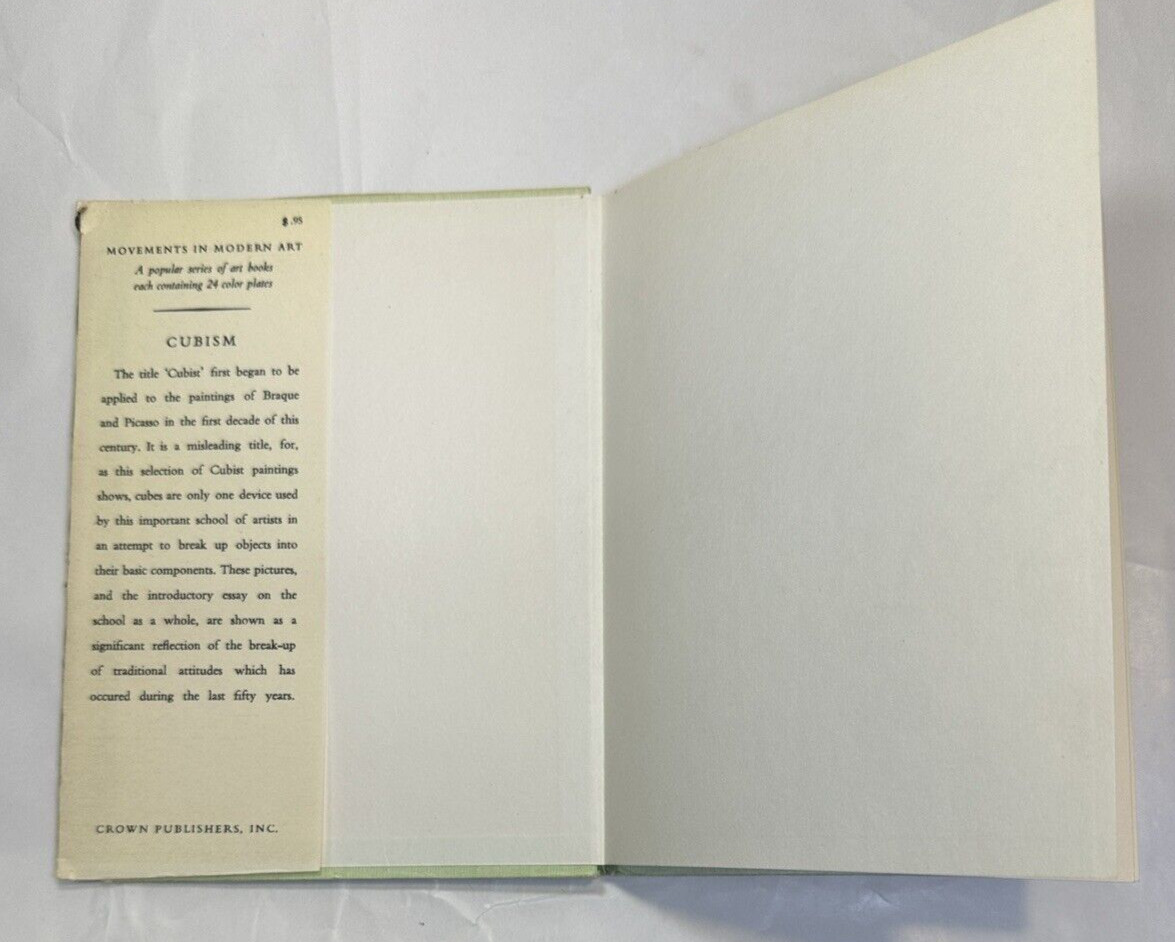 $.95
MOVEMENTS IN MODERN ART
A popular series of art books
each containing 24 color plates
CUBISM
The title 'Cubist' first began to be
applied to the paintings of Braque
and Picasso in the first decade of this
century. It is a misleading title, for,
as this selection of Cubist paintings
shows, cubes are only one device used
by this important school of artists in
an attempt to break up objects into
their basic components. These pictures,
and the introductory essay on the
school as a whole, are shown as a
significant reflection of the break-up
of traditional attitudes which has
occured during the last fifty years.
CROWN PUBLISHERS, INC.